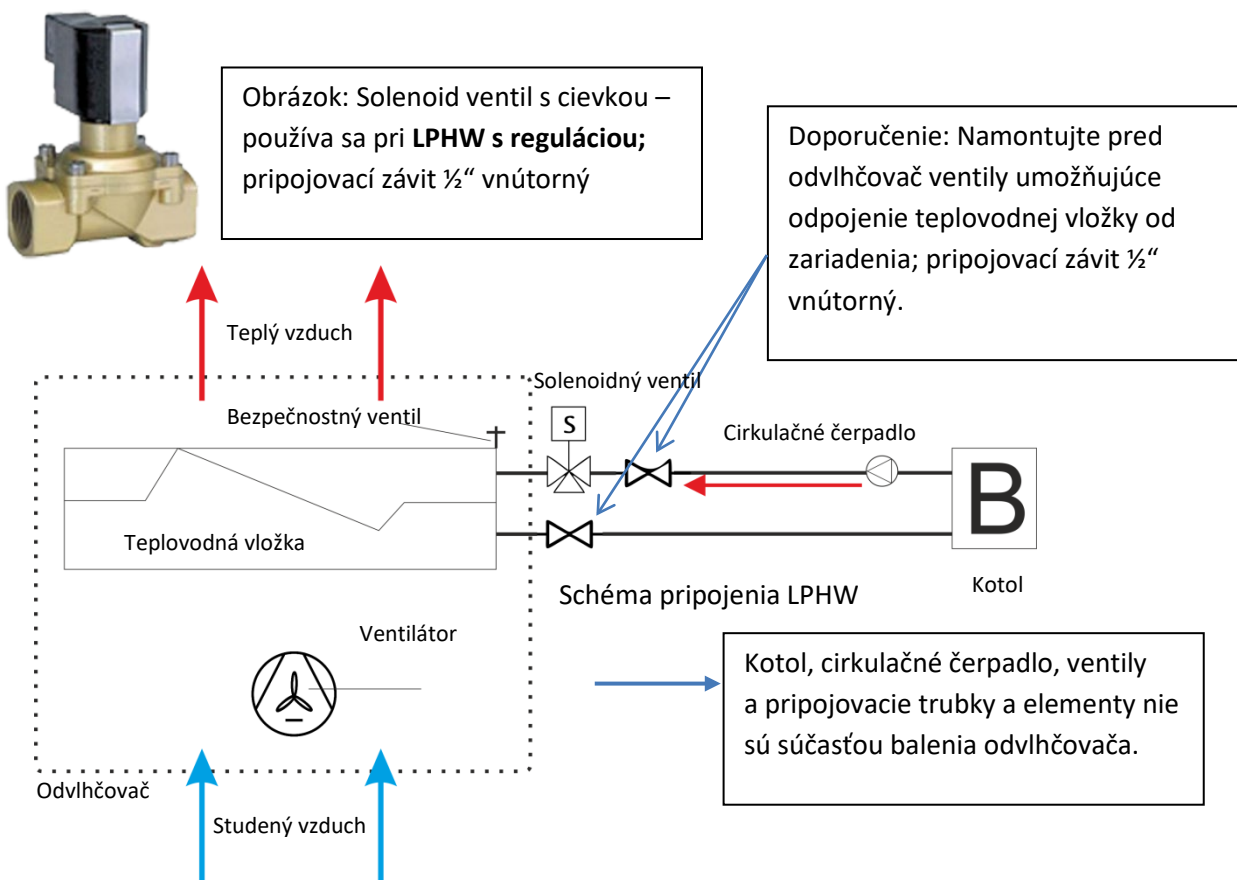 Obrázok: Solenoid ventil s cievkou –
používa sa pri LPHW s reguláciou;
pripojovací závit ½“ vnútorný
Doporučenie: Namontujte pred
odvlhčovač ventily umožňujúce
odpojenie teplovodnej vložky od
zariadenia; pripojovací závit ½“
vnútorný.
Teplý vzduch
Solenoidný ventil
Bezpečnostný ventil
S
Cirkulačné čerpadlo
B
Teplovodná vložka
Kotol
Schéma pripojenia LPHW
Ventilátor
Kotol, cirkulačné čerpadlo, ventily
a pripojovacie trubky a elementy nie
sú súčasťou balenia odvlhčovača.
Odvlhčovač
Studený vzduch